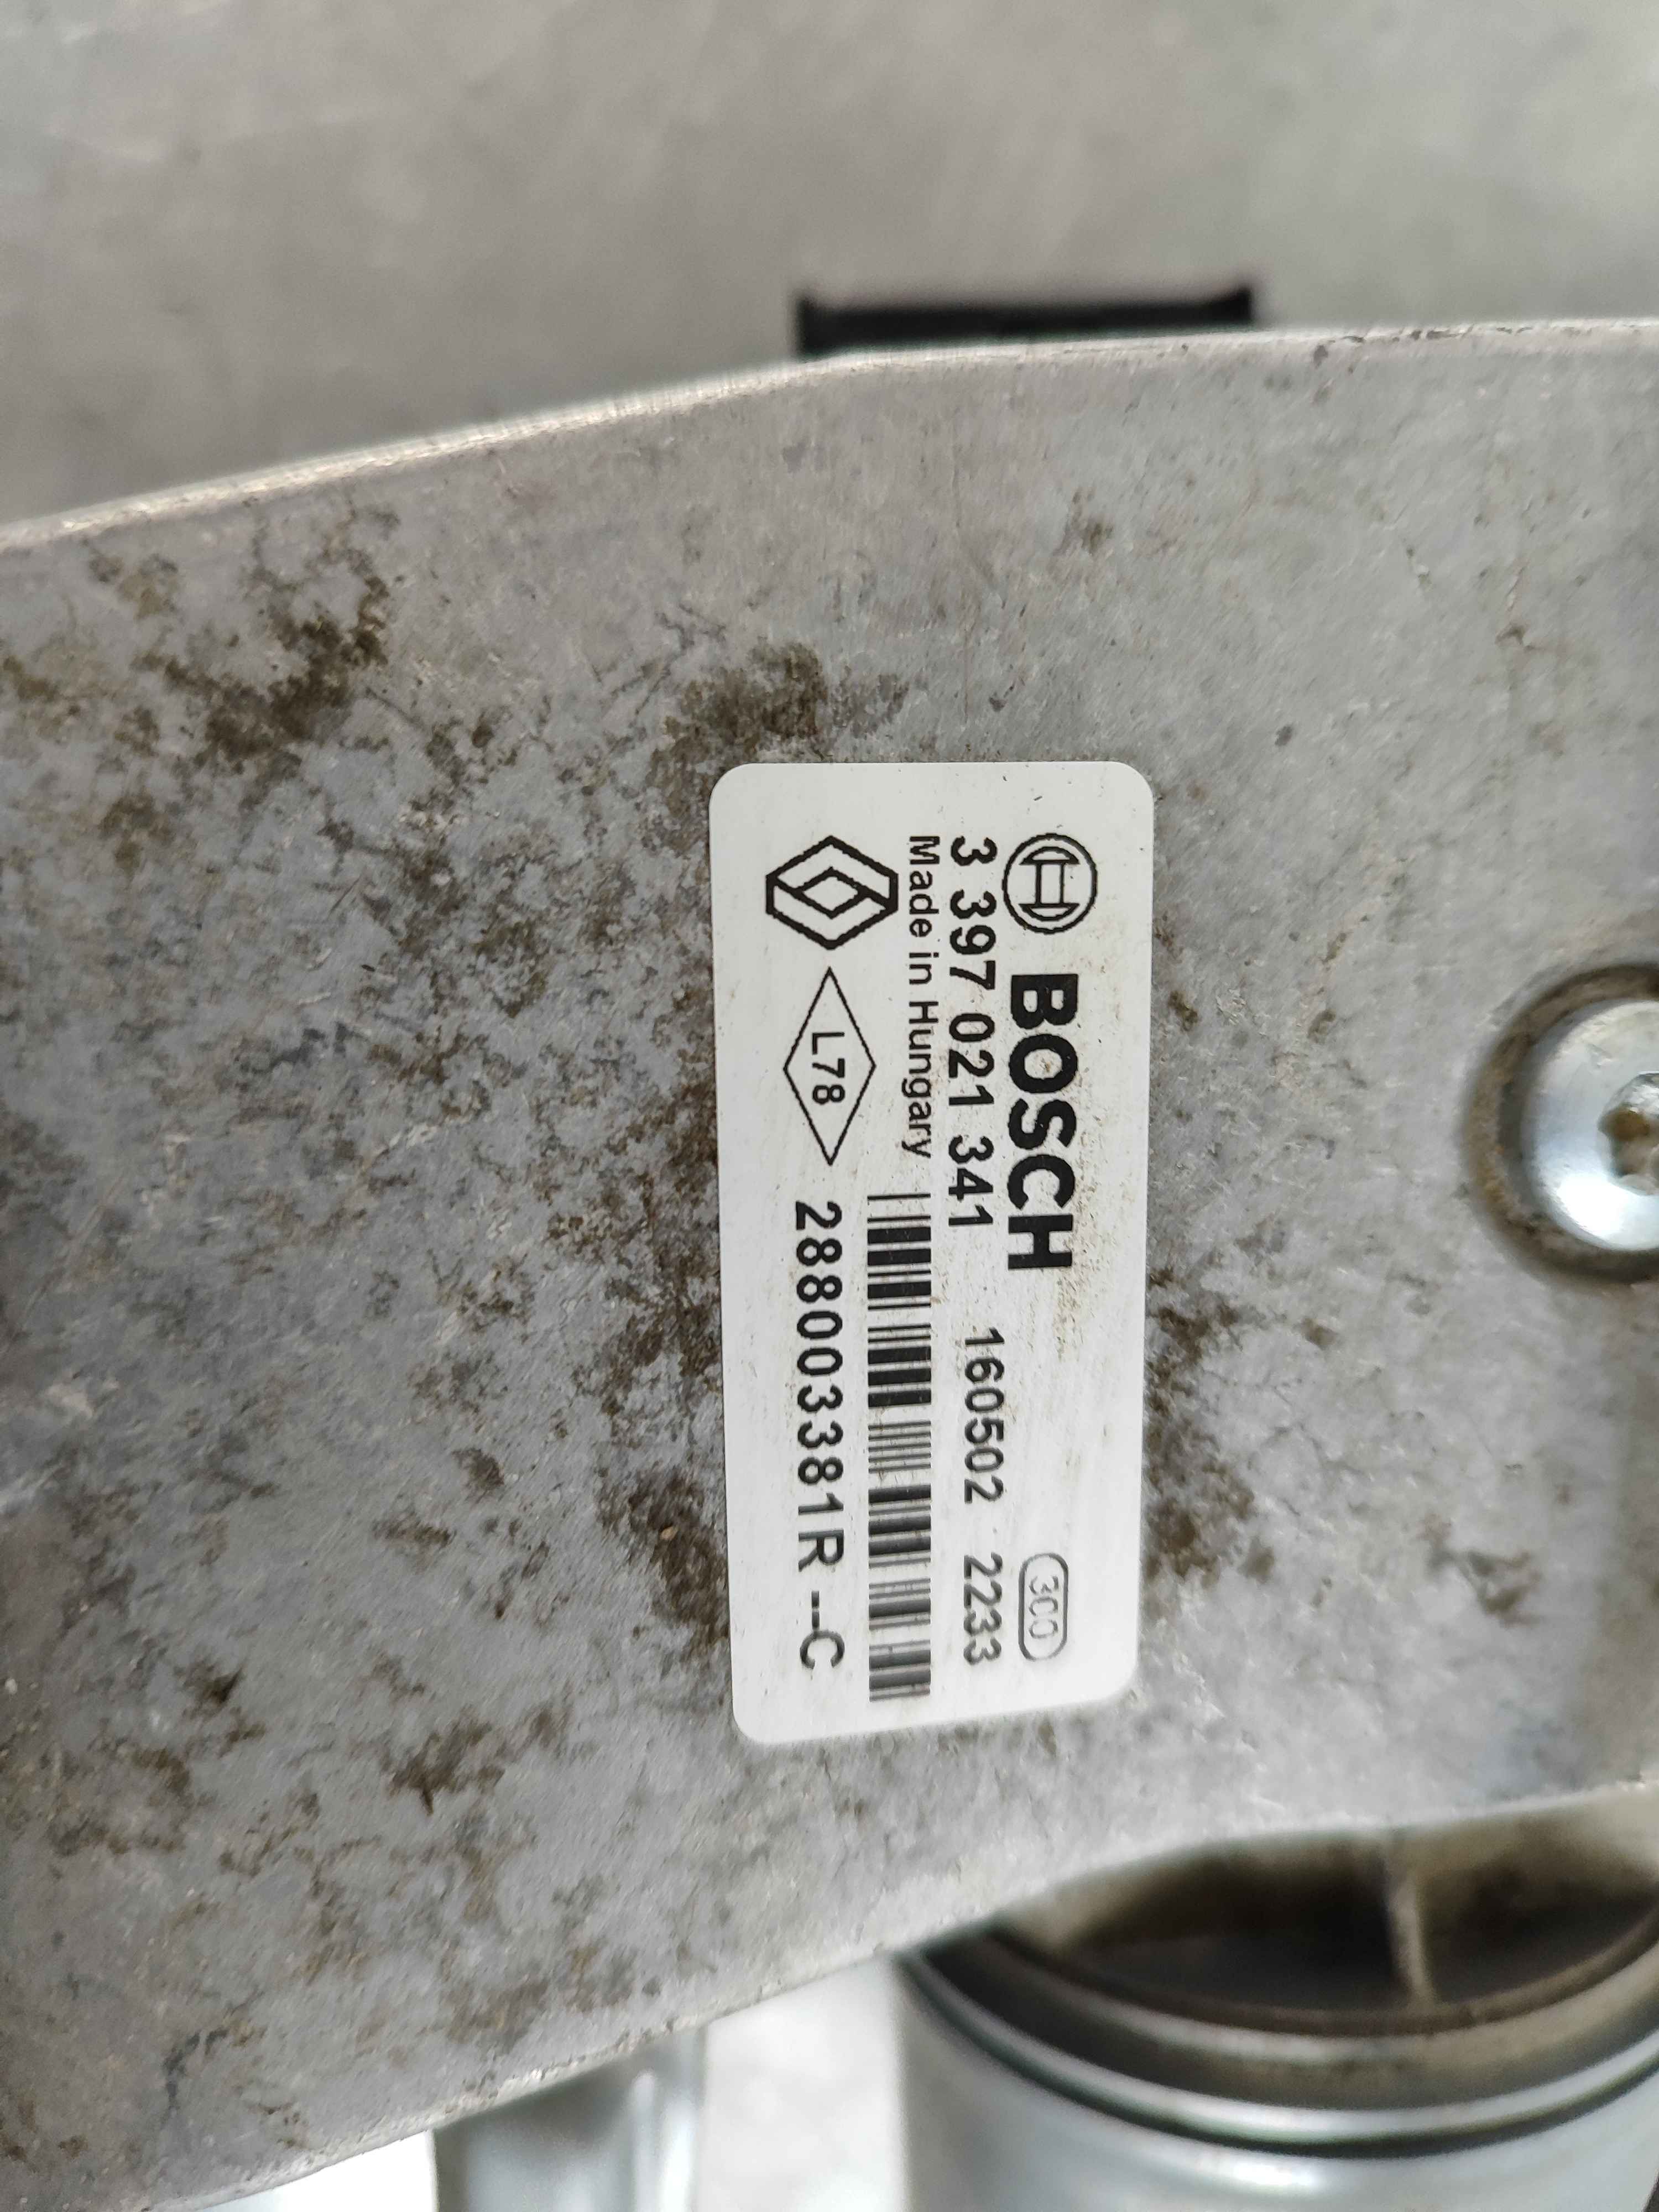 BOSCH 300
3 397 021 341 160502 2233
Made in Hungary
L78 288003381R --C